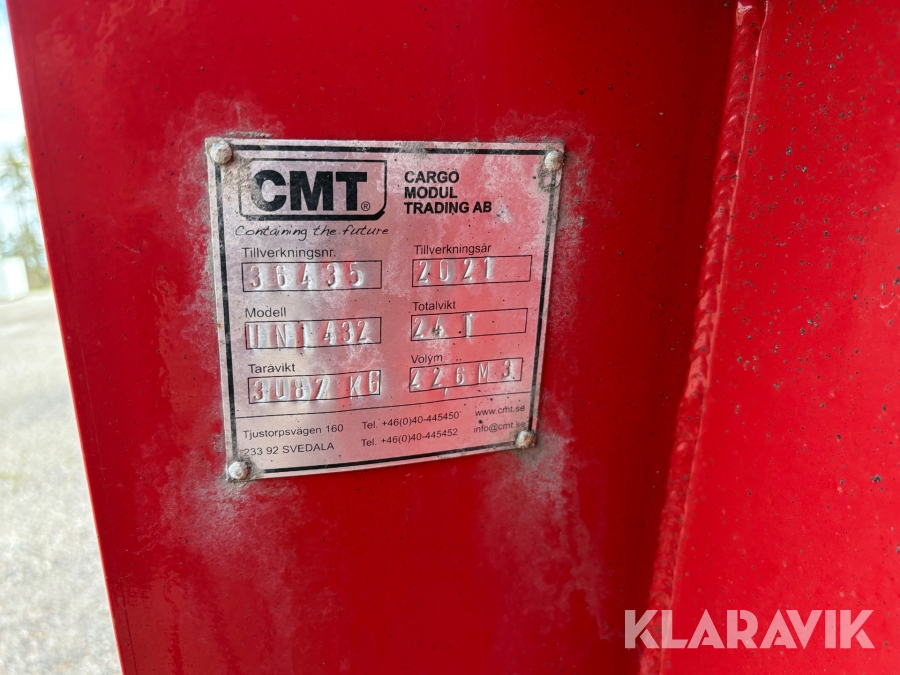 CMT®
CARGO
MODUL
TRADING AB
Containing the future
Tillverkningsnr.
36435
Tillverkningsår
2021
Modell
432
Totalvikt
24 T
Taravikt
3082 KG
Volym
42,6 M3
Tjustorpsvägen 160
233 92 SVEDALA
Tel. +46(0)40-445450
Tel. +46(0)40-445452
www.cmt.se
info@cmt.se
KLARAVIK